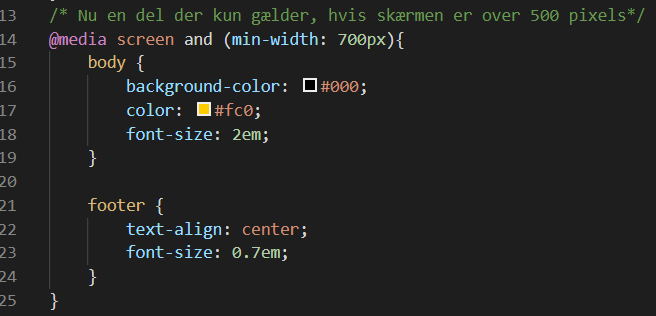 13 /* Nu en del der kun gælder, hvis skærmen er over 500 pixels*/
14 @media screen and (min-width: 700px){
15     body {
16         background-color: #000;
17         color: #fc0;
18         font-size: 2em;
19     }
20
21     footer {
22         text-align: center;
23         font-size: 0.7em;
24     }
25 }